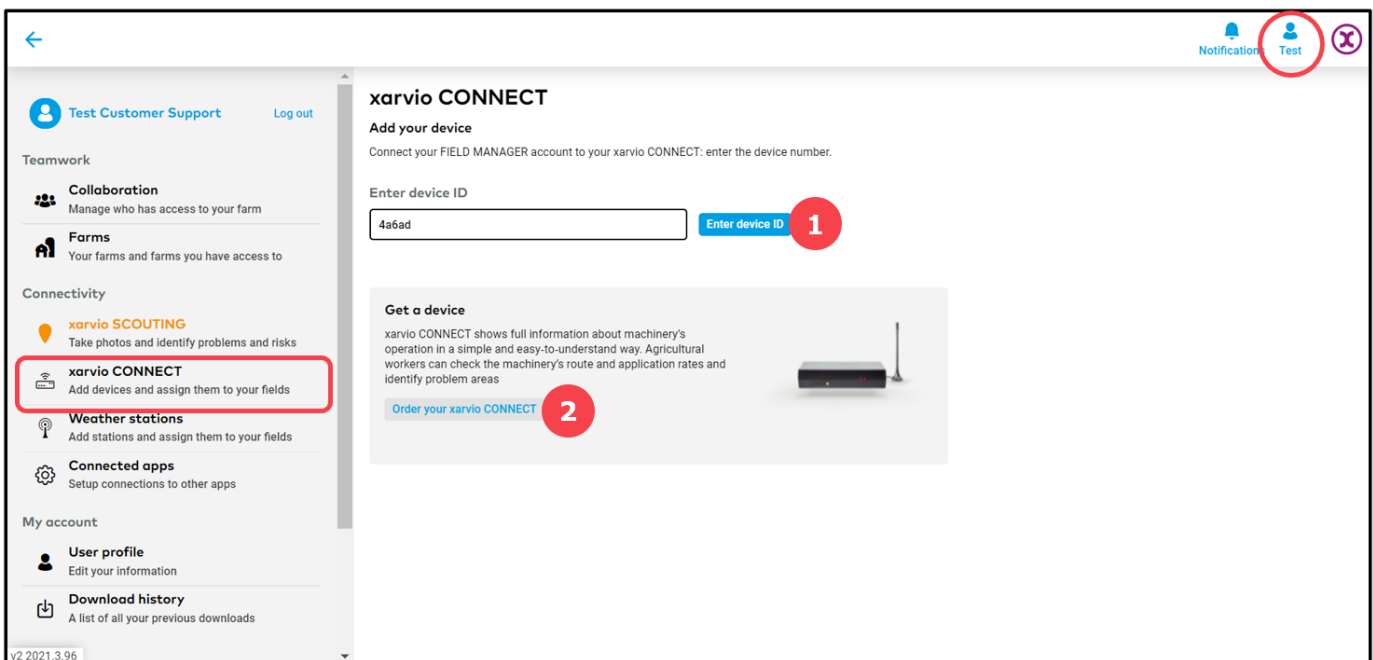 Notifications
Test
Test Customer Support
Log out
Teamwork
Collaboration
Manage who has access to your farm
Farms
Your farms and farms you have access to
Connectivity
xarvio SCOUTING
Take photos and identify problems and risks
xarvio CONNECT
Add devices and assign them to your fields
Weather stations
Add stations and assign them to your fields
Connected apps
Setup connections to other apps
My account
User profile
Edit your information
Download history
A list of all your previous downloads
v2 2021.3.96
xarvio CONNECT
Add your device
Connect your FIELD MANAGER account to your xarvio CONNECT: enter the device number.
Enter device ID
4a6ad
Enter device ID
1
Get a device
xarvio CONNECT shows full information about machinery's
operation in a simple and easy-to-understand way. Agricultural
workers can check the machinery's route and application rates and
identify problem areas
Order your xarvio CONNECT
2